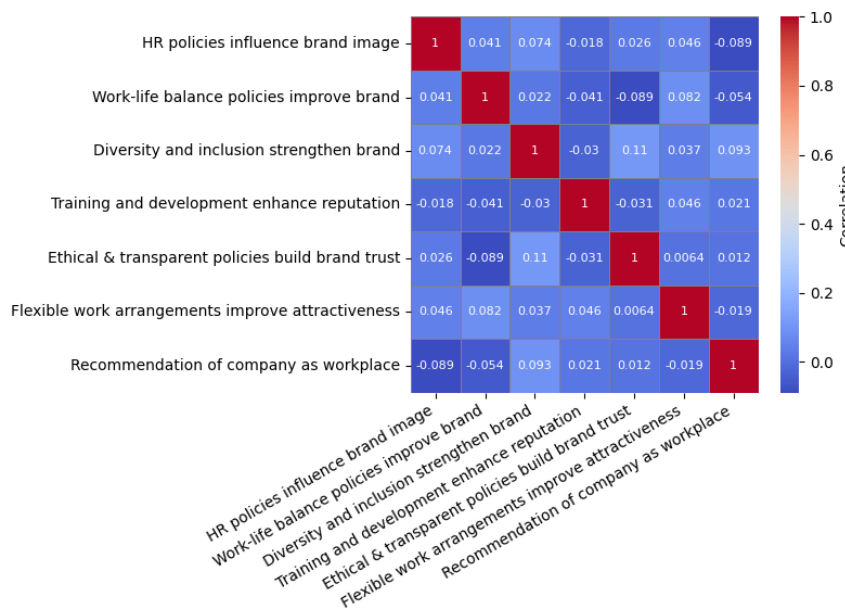 HR policies influence brand image 1 0.041 0.074 -0.018 0.026 0.046 -0.089
Work-life balance policies improve brand 0.041 1 0.022 -0.041 -0.089 0.082 -0.054
Diversity and inclusion strengthen brand 0.074 0.022 1 -0.03 0.11 0.037 0.093
Training and development enhance reputation -0.018 -0.041 -0.03 1 -0.031 0.046 0.021
Ethical & transparent policies build brand trust 0.026 -0.089 0.11 -0.031 1 0.0064 0.012
Flexible work arrangements improve attractiveness 0.046 0.082 0.037 0.046 0.0064 1 -0.019
Recommendation of company as workplace -0.089 -0.054 0.093 0.021 0.012 -0.019 1
HR policies influence brand image
Work-life balance policies improve brand
Diversity and inclusion strengthen brand
Training and development enhance reputation
Ethical & transparent policies build brand trust
Flexible work arrangements improve attractiveness
Recommendation of company as workplace
1.0
0.8
0.6
0.4
0.2
0.0
Correlation